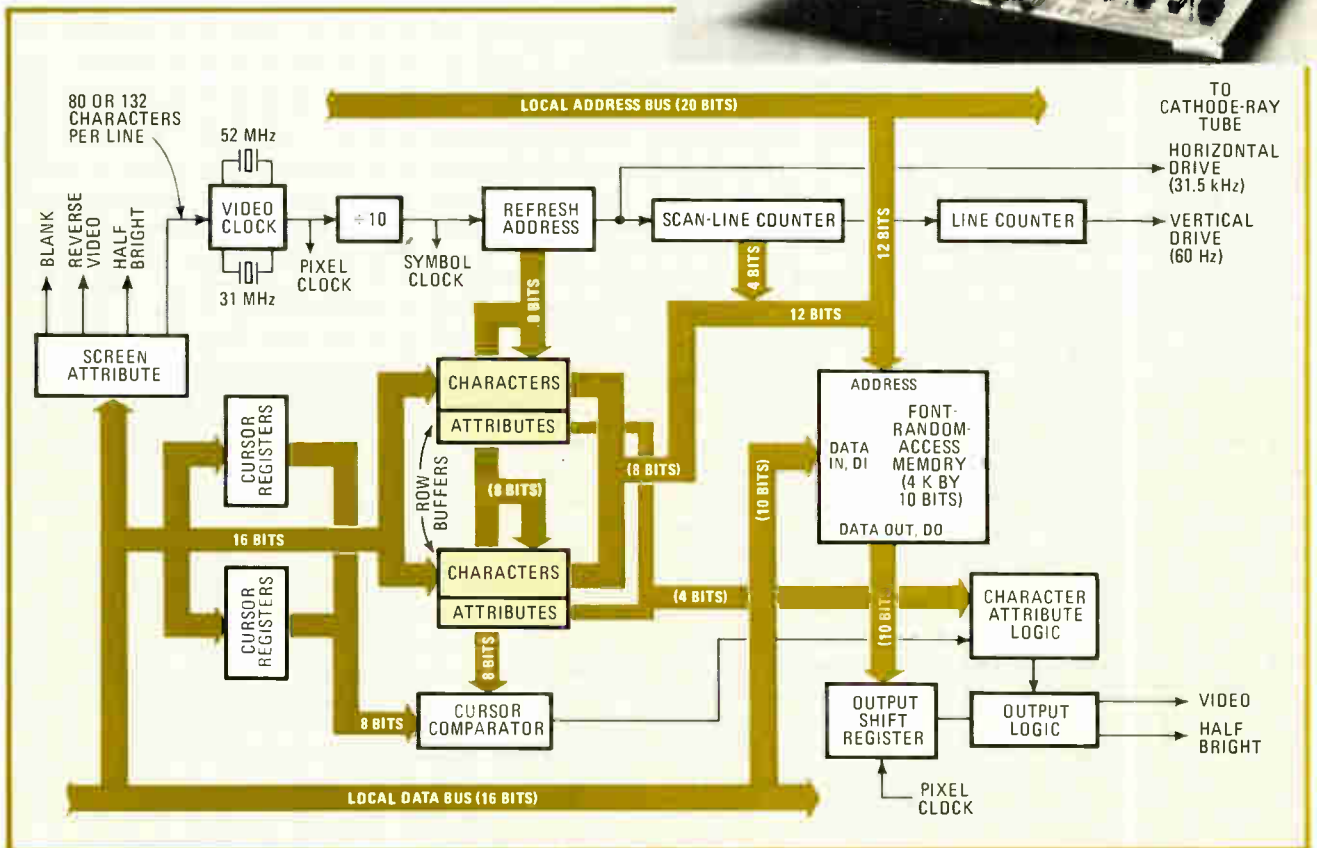 LOCAL ADDRESS BUS (20 BITS)
TO
CATHODE-RAY
TUBE
80 OR 132
CHARACTERS
PER LINE
52 MHz
VIDEO
CLOCK
31 MHz
÷10
PIXEL
CLOCK
SYMBOL
CLOCK
REFRESH
ADDRESS
SCAN-LINE COUNTER
LINE COUNTER
HORIZONTAL
DRIVE
(31.5 kHz)
VERTICAL
DRIVE
(60 Hz)
BLANK
REVERSE
VIDEO
HALF
BRIGHT
SCREEN
ATTRIBUTE
8 BITS
4 BITS
12 BITS
12 BITS
CURSOR
REGISTERS
CURSOR
REGISTERS
16 BITS
CHARACTERS
ATTRIBUTES
ROW
BUFFERS
(8 BITS)
CHARACTERS
ATTRIBUTES
(8 BITS)
(4 BITS)
(10 BITS)
ADDRESS
FONT-
RANDOM-
ACCESS
MEMORY
(4 K BY
10 BITS)
DATA
IN, DI
DATA OUT, DO
8 BITS
8 BITS
CURSOR
COMPARATOR
(10 BITS)
CHARACTER
ATTRIBUTE
LOGIC
OUTPUT
SHIFT
REGISTER
OUTPUT
LOGIC
VIDEO
HALF
BRIGHT
PIXEL
CLOCK
LOCAL DATA BUS (16 BITS)